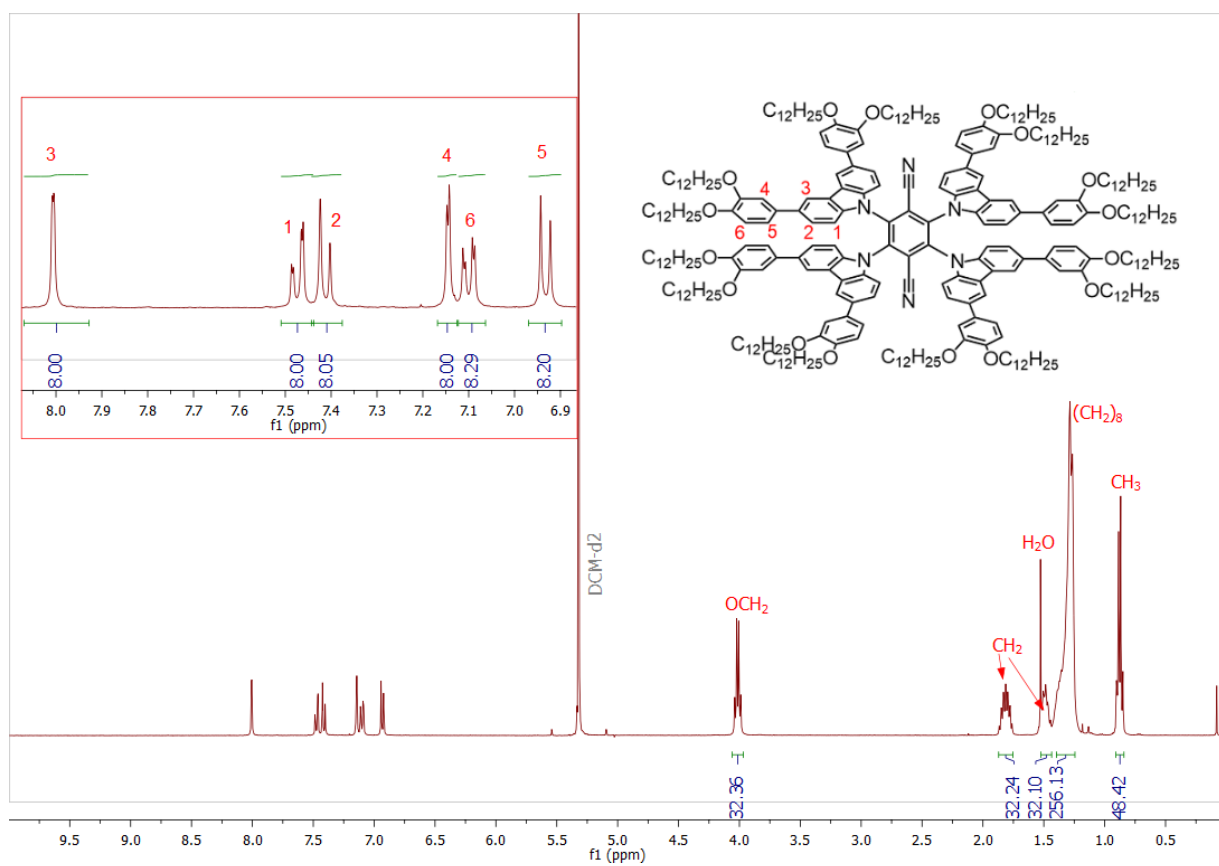 3
1
2
4
6
5
8.00
8.00
8.05
8.00
8.29
8.20
8.0 7.9 7.8 7.7 7.6 7.5 7.4 7.3 7.2 7.1 7.0 6.9
f1 (ppm)
C₁₂H₂₅O
OC₁₂H₂₅
C₁₂H₂₅O
OC₁₂H₂₅
C₁₂H₂₅O
C₁₂H₂₅O
4
3
N
N
N
OC₁₂H₂₅
OC₁₂H₂₅
6
5
2
1
C₁₂H₂₅O
C₁₂H₂₅O
N
N
N
OC₁₂H₂₅
OC₁₂H₂₅
C₁₂H₂₅O
C₁₂H₂₅O
OC₁₂H₂₅
OC₁₂H₂₅
DCM-d2
OCH₂
CH₂
H₂O
(CH₂)₈
CH₃
32.36
32.24
32.10
256.13
48.42
9.5 9.0 8.5 8.0 7.5 7.0 6.5 6.0 5.5 5.0 4.5 4.0 3.5 3.0 2.5 2.0 1.5 1.0 0.5
f1 (ppm)